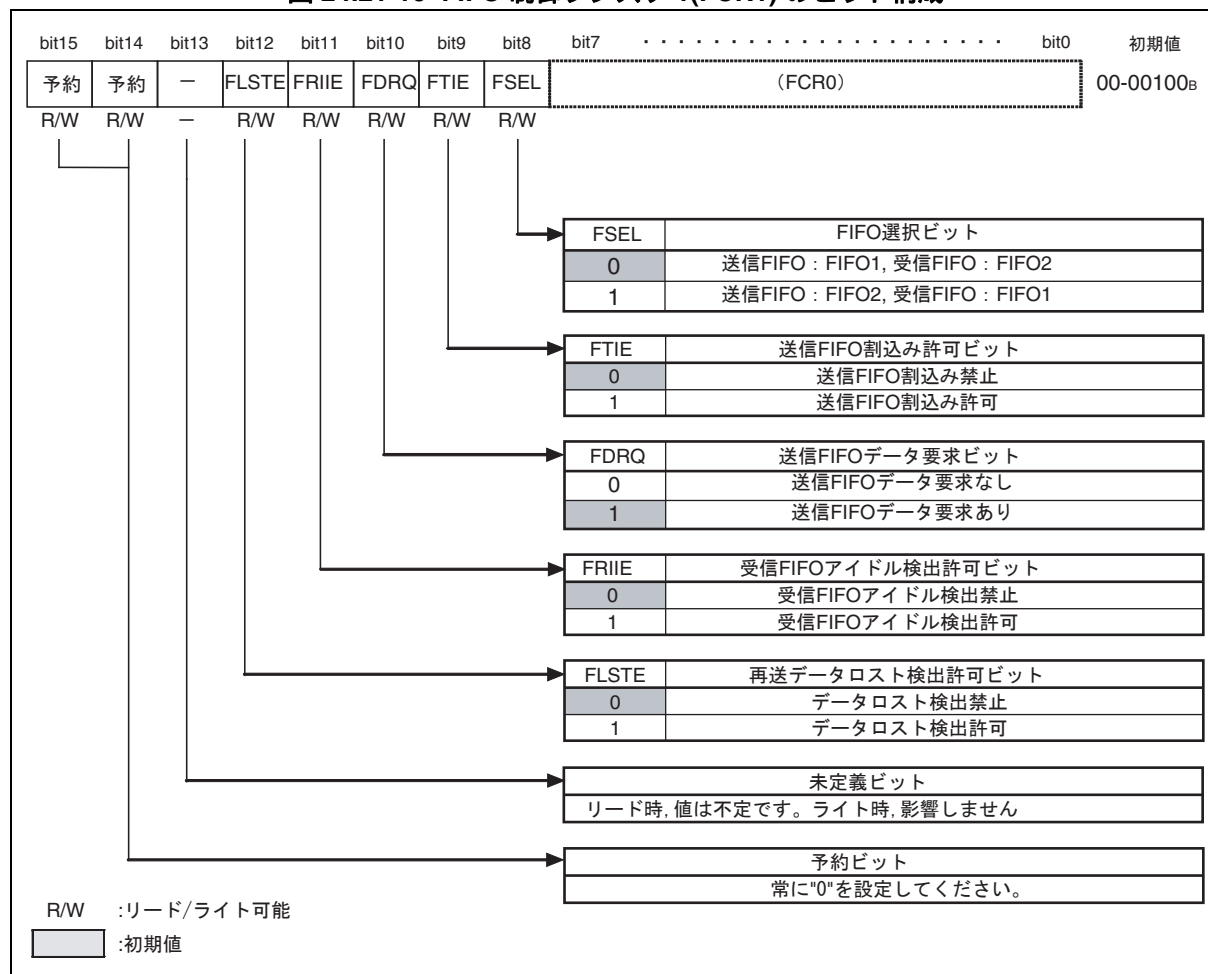 bit15 bit14 bit13 bit12 bit11 bit10 bit9 bit8 bit7 ・・・・・・・・・・・・・・・・・・・・・ bit0 初期値
予約 予約 － FLSTE FRIIE FDRQ FTIE FSEL (FCR0) 00-00100B
R/W R/W － R/W R/W R/W R/W R/W
FSEL FIFO選択ビット
0 送信FIFO：FIFO1, 受信FIFO：FIFO2
1 送信FIFO：FIFO2, 受信FIFO：FIFO1
FTIE 送信FIFO割込み許可ビット
0 送信FIFO割込み禁止
1 送信FIFO割込み許可
FDRQ 送信FIFOデータ要求ビット
0 送信FIFOデータ要求なし
1 送信FIFOデータ要求あり
FRIIE 受信FIFOアイドル検出許可ビット
0 受信FIFOアイドル検出禁止
1 受信FIFOアイドル検出許可
FLSTE 再送データロスト検出許可ビット
0 データロスト検出禁止
1 データロスト検出許可
未定義ビット
リード時, 値は不定です。ライト時, 影響しません
予約ビット
常に"0"を設定してください。
R/W :リード/ライト可能
:初期値